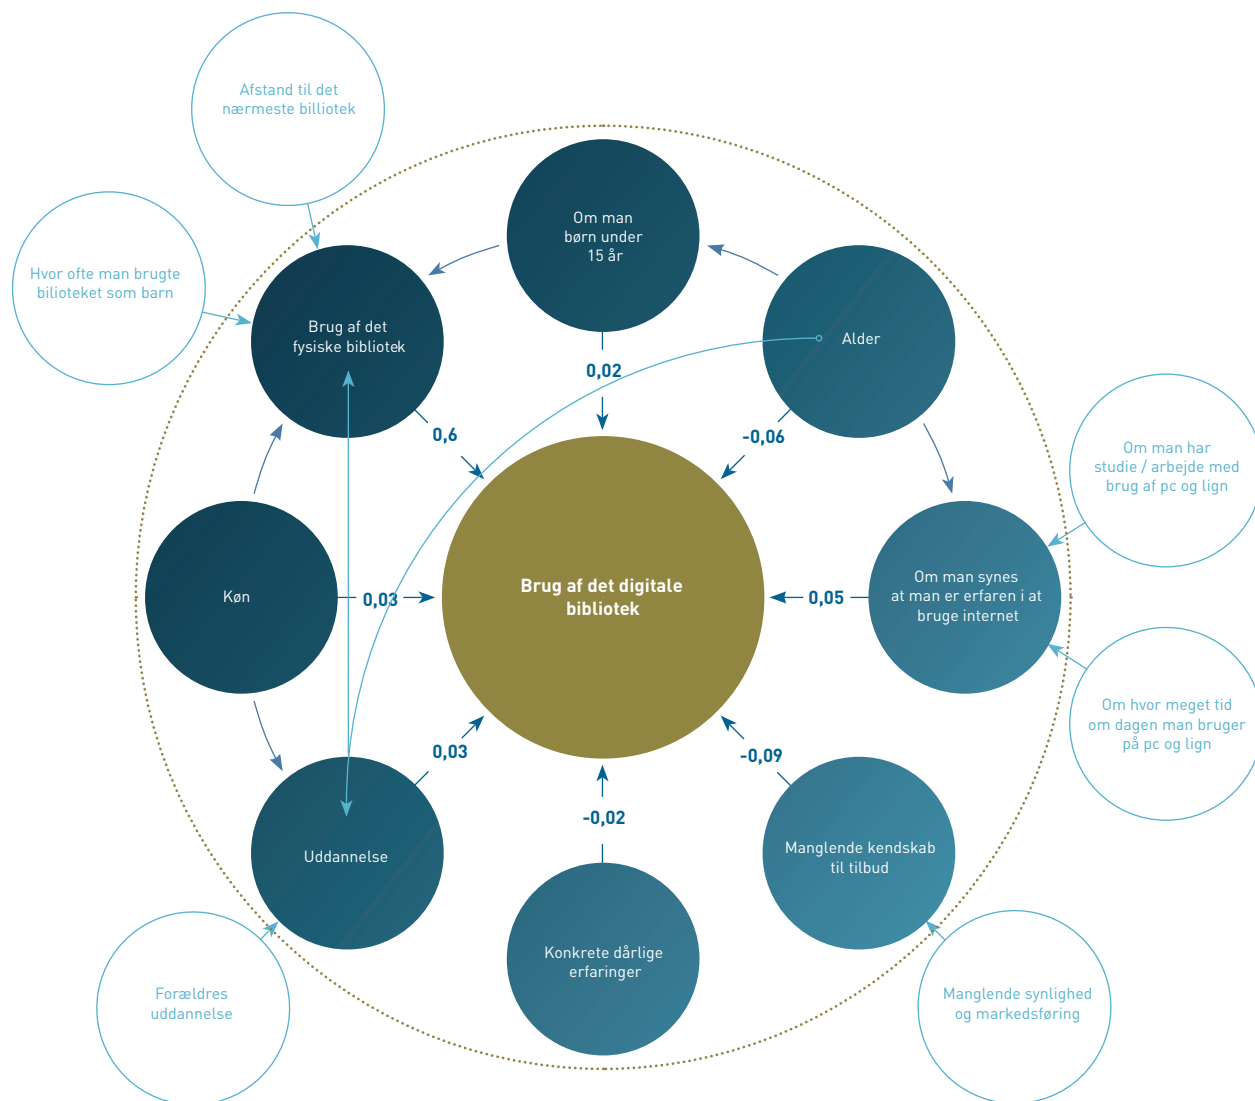 Afstand til det
nærmeste billiotek
Om man
børn under
15 år
Hvor ofte man brugte
bilioteket som barn
Brug af det
fysiske bibliotek
Alder
0,02
0,6
-0,06
Om man har
studie / arbejde med
brug af pc og lign
Køn
0,03
Brug af det digitale
bibliotek
0,05
Om man synes
at man er erfaren i at
bruge internet
Om hvor meget tid
om dagen man bruger
på pc og lign
0,03
-0,09
-0,02
Uddannelse
Manglende kendskab
til tilbud
Konkrete dårlige
erfaringer
Forældres
uddannelse
Manglende synlighed
og markedsføring